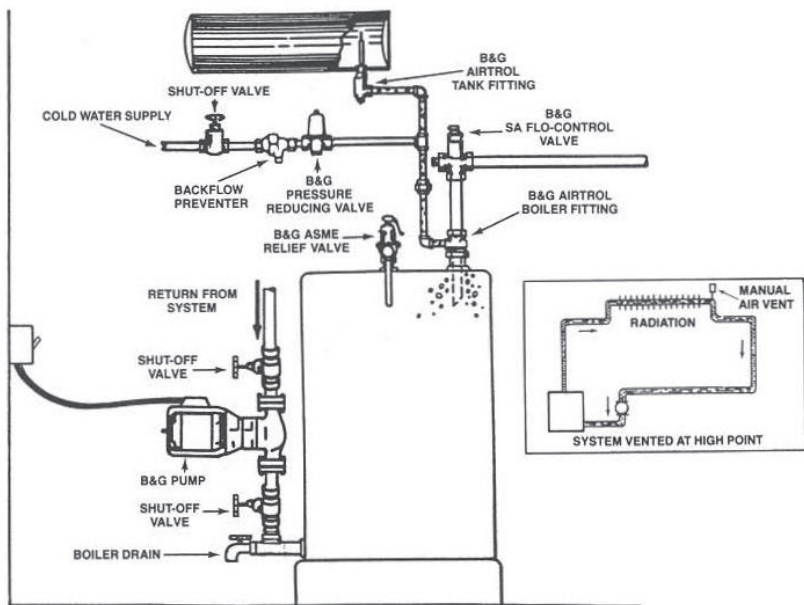 B&G
AIRTROL
TANK FITTING
SHUT-OFF VALVE
COLD WATER SUPPLY
B&G
SA FLO-CONTROL
VALVE
BACKFLOW
PREVENTER
B&G
PRESSURE
REDUCING VALVE
B&G AIRTROL
BOILER FITTING
B&G ASME
RELIEF VALVE
RETURN FROM
SYSTEM
MANUAL
AIR VENT
RADIATION
SHUT-OFF
VALVE
SYSTEM VENTED AT HIGH POINT
B&G PUMP
SHUT-OFF
VALVE
BOILER DRAIN